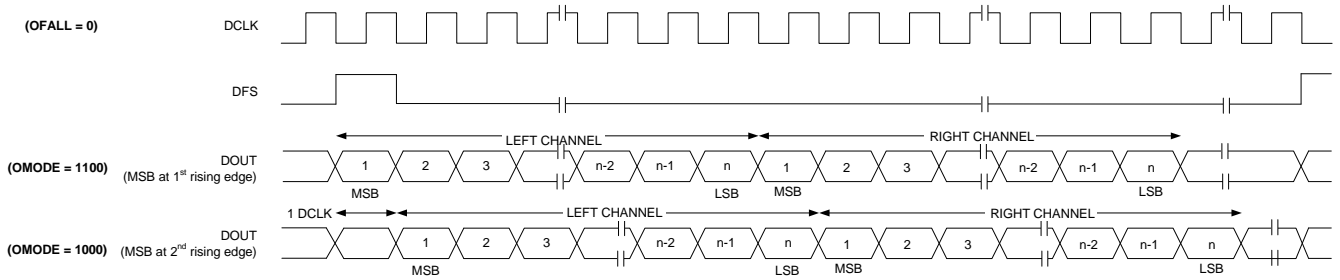 (OFALL = 0) DCLK
DFS
LEFT CHANNEL RIGHT CHANNEL
(OMODE = 1100) DOUT 1 2 3 n-2 n-1 n 1 2 3 n-2 n-1 n
(MSB at 1st rising edge)
MSB LSB MSB LSB
1 DCLK LEFT CHANNEL RIGHT CHANNEL
(OMODE = 1000) DOUT 1 2 3 n-2 n-1 n 1 2 3 n-2 n-1 n
(MSB at 2nd rising edge)
MSB LSB MSB LSB